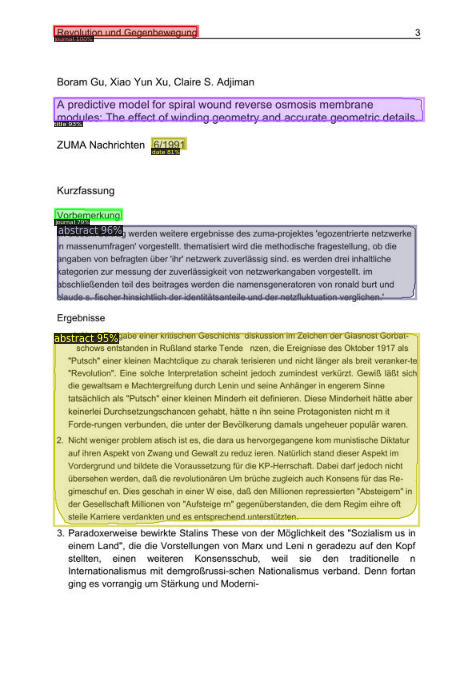 Revolution und Gegenbewegung 3
journal 100%
Boram Gu, Xiao Yun Xu, Claire S. Adjiman
A predictive model for spiral wound reverse osmosis membrane
modules: The effect of winding geometry and accurate geometric details
title 93%
ZUMA Nachrichten 6/1991
date 81%
Kurzfassung
Vorbemerkung
journal 79%
abstract 96%
werden weitere ergebnisse des zuma-projektes 'egozentrierte netzwerke
in massenumfragen' vorgestellt. thematisiert wird die methodische fragestellung, ob die
angaben von befragten über 'ihr' netzwerk zuverlässig sind. es werden drei inhaltliche
kategorien zur messung der zuverlässigkeit von netzwerkangaben vorgestellt. im
abschließenden teil des beitrages werden die namensgeneratoren von ronald burt und
claude s. fischer hinsichtlich der identitätsanteile und der netzfluktuation verglichen."
Ergebnisse
abstract 95%
gabe einer kritischen Geschichts diskussion im Zeichen der Glasnost Gorbat-
schows entstanden in Rußland starke Tende nzen, die Ereignisse des Oktober 1917 als
"Putsch" einer kleinen Machtclique zu charak terisieren und nicht länger als breit veranker-te
"Revolution". Eine solche Interpretation scheint jedoch zumindest verkürzt. Gewiß läßt sich
die gewaltsam e Machtergreifung durch Lenin und seine Anhänger in engerem Sinne
tatsächlich als "Putsch" einer kleinen Minderh eit definieren. Diese Minderheit hätte aber
keinerlei Durchsetzungschancen gehabt, hätte n ihn seine Protagonisten nicht m it
Forde-rungen verbunden, die unter der Bevölkerung damals ungeheuer populär waren.
2. Nicht weniger problem atisch ist es, die dara us hervorgegangene kom munistische Diktatur
auf ihren Aspekt von Zwang und Gewalt zu reduz ieren. Natürlich stand dieser Aspekt im
Vordergrund und bildete die Voraussetzung für die KP-Herrschaft. Dabei darf jedoch nicht
übersehen werden, daß die revolutionären Um brüche zugleich auch Konsens für das Re-
gimeschuf en. Dies geschah in einer W eise, daß den Millionen repressierten "Absteigern" in
der Gesellschaft Millionen von "Aufsteige rn" gegenüberstanden, die dem Regim eihre oft
steile Karriere verdankten und es entsprechend unterstützten.
3. Paradoxerweise bewirkte Stalins These von der Möglichkeit des "Sozialism us in
einem Land", die die Vorstellungen von Marx und Leni n geradezu auf den Kopf
stellten, einen weiteren Konsensschub, weil sie den traditionelle n
Internationalismus mit demgroßrussi-schen Nationalismus verband. Denn fortan
ging es vorrangig um Stärkung und Moderni-